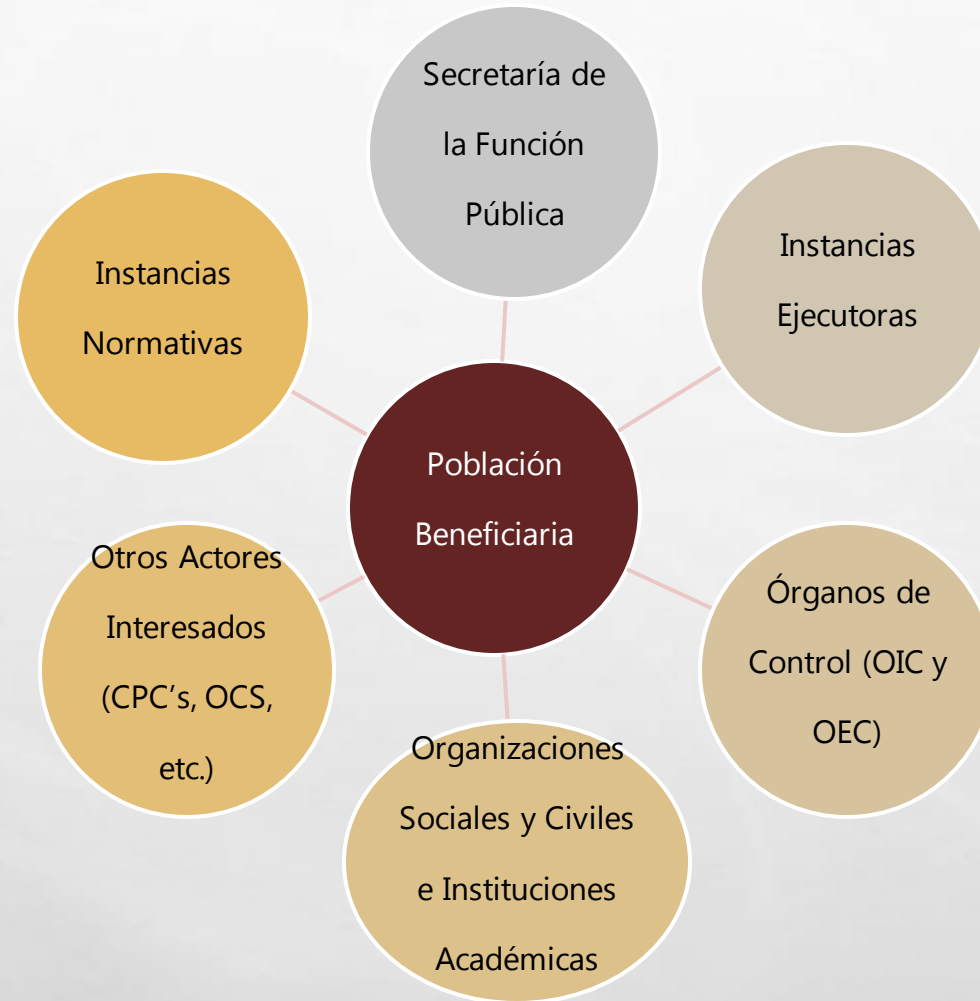 Secretaría de
la Función
Pública
Instancias
Ejecutoras
Órganos de
Control (OIC y
OEC)
Organizaciones
Sociales y Civiles
e Instituciones
Académicas
Otros Actores
Interesados
(CPC’s, OCS,
etc.)
Instancias
Normativas
Población
Beneficiaria